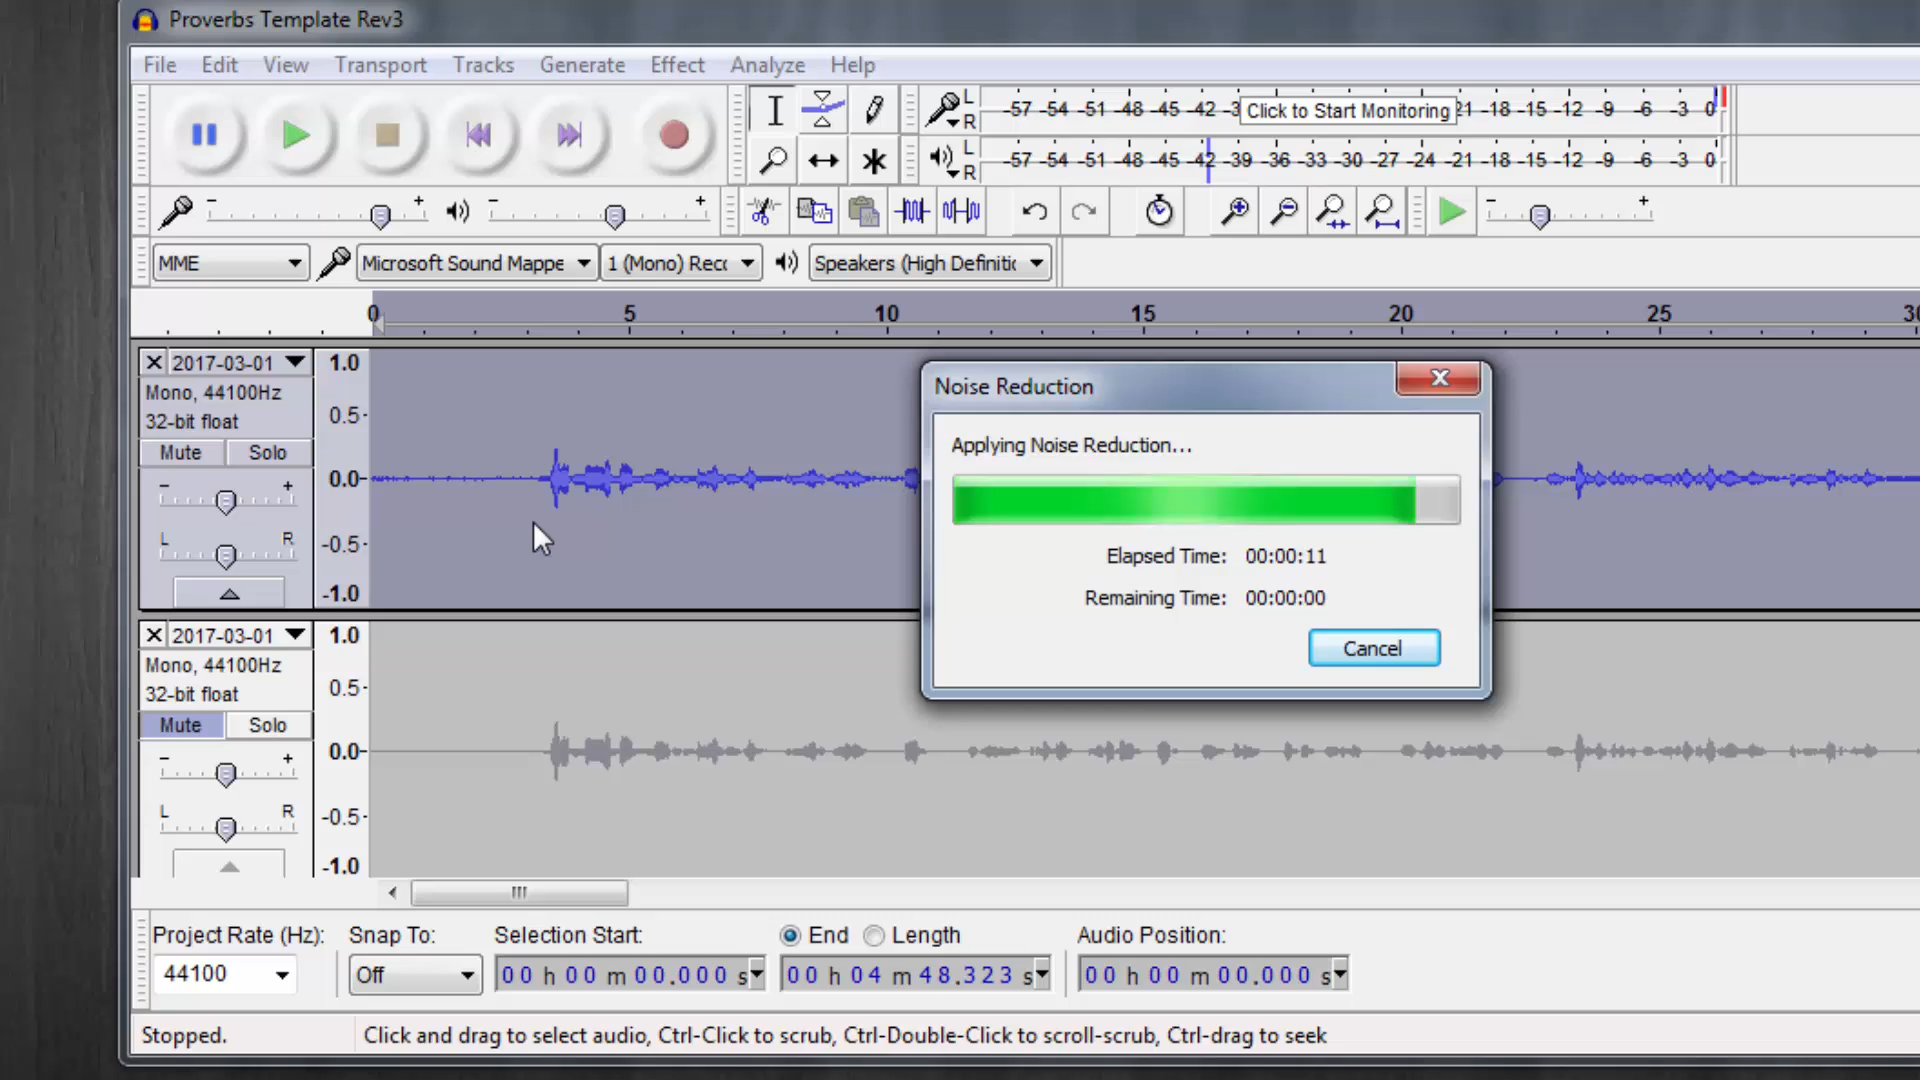 Proverbs Template Rev3
File Edit View Transport Tracks Generate Effect Analyze Help
L
R
-57 -54 -51 -48 -45 -42 -3 Click to Start Monitoring 21 -18 -15 -12 -9 -6 -3 0
L
R
-57 -54 -51 -48 -45 -42 -39 -36 -33 -30 -27 -24 -21 -18 -15 -12 -9 -6 -3 0
- + - + - +
MME Microsoft Sound Mappe 1 (Mono) Recc Speakers (High Definitic
0 5 10 15 20 25 30
2017-03-01
Mono, 44100Hz
32-bit float
Mute Solo
- +
L R
1.0
0.5
0.0
-0.5
-1.0
Noise Reduction
Applying Noise Reduction...
Elapsed Time: 00:00:11
Remaining Time: 00:00:00
Cancel
2017-03-01
Mono, 44100Hz
32-bit float
Mute Solo
- +
L R
1.0
0.5
0.0
-0.5
-1.0
Project Rate (Hz): Snap To: Selection Start: End Length Audio Position:
44100 Off 00 h 00 m 00.000 s 00 h 04 m 48.323 s 00 h 00 m 00.000 s
Stopped. Click and drag to select audio, Ctrl-Click to scrub, Ctrl-Double-Click to scroll-scrub, Ctrl-drag to seek